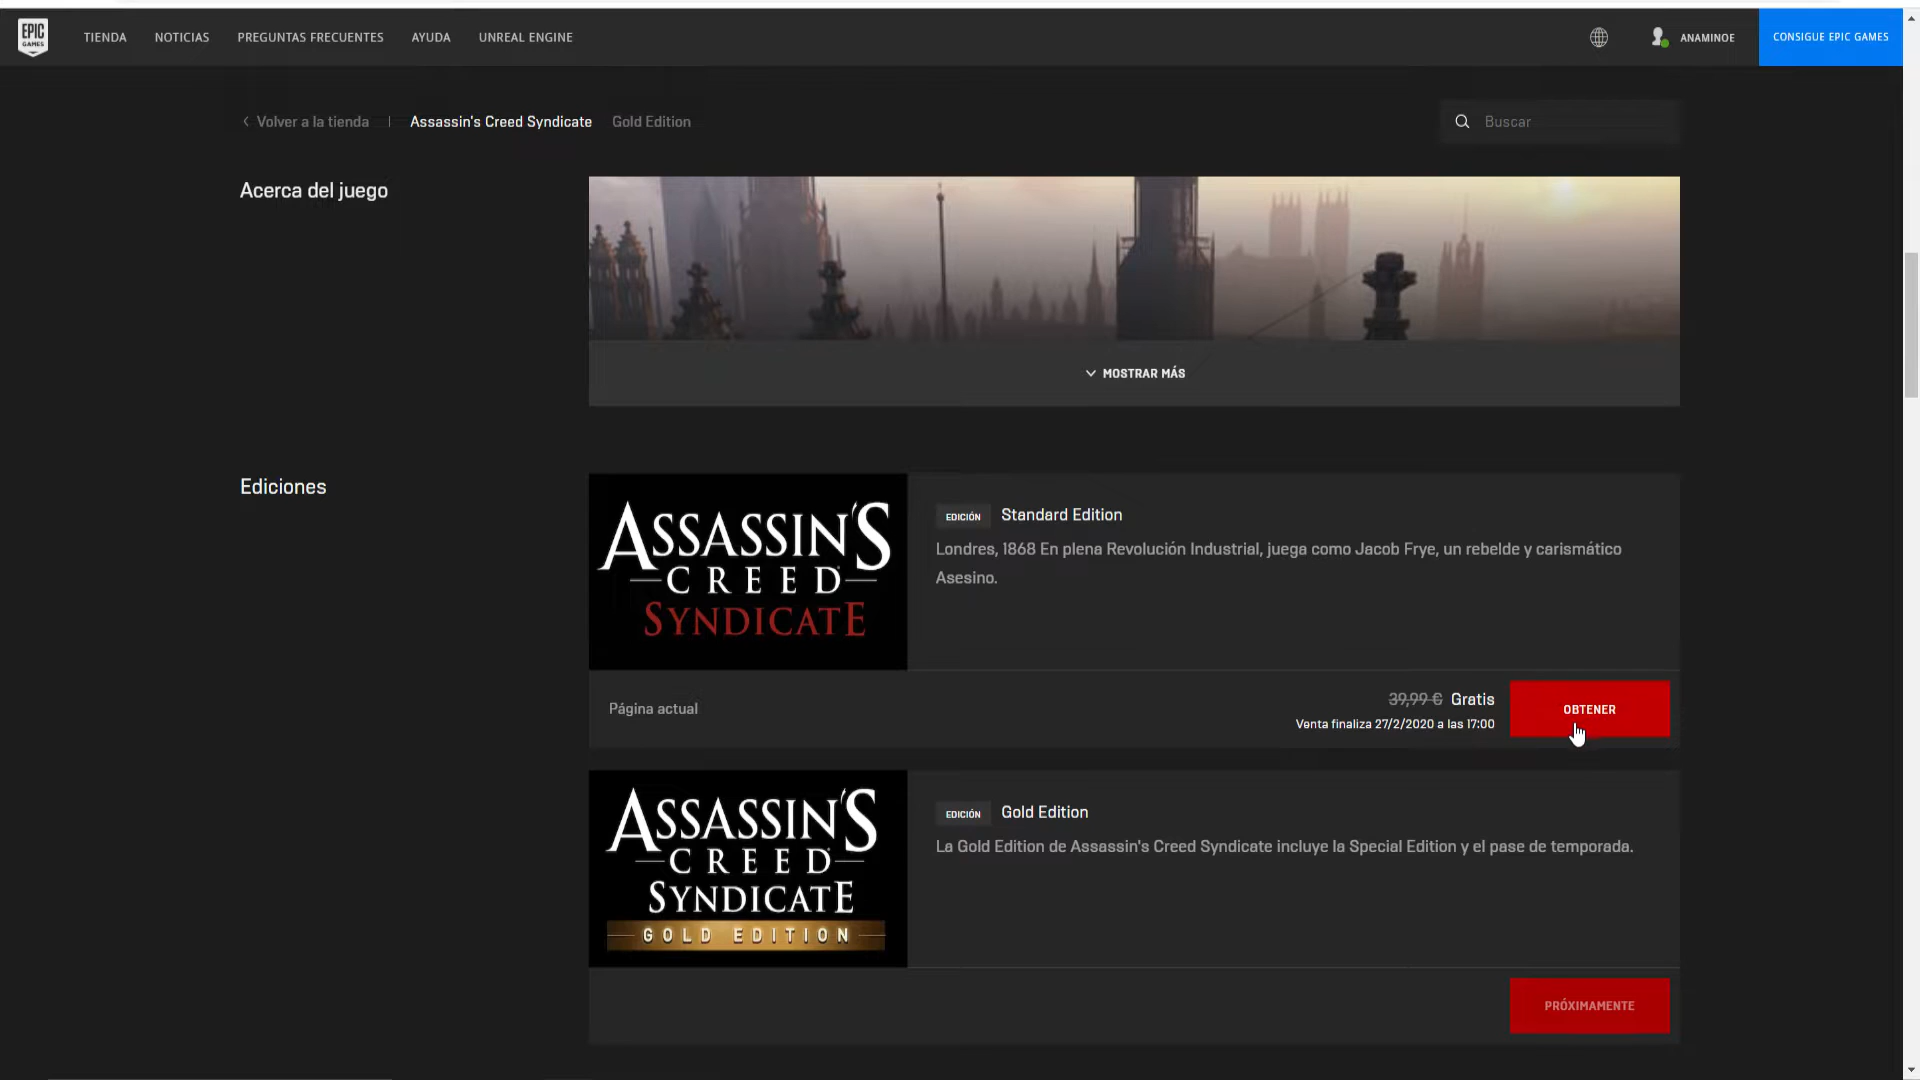 EPIC
GAMES
TIENDA
NOTICIAS
PREGUNTAS FRECUENTES
AYUDA
UNREAL ENGINE
ANAMINOE
CONSIGUE EPIC GAMES
Volver a la tienda
Assassin's Creed Syndicate
Gold Edition
Buscar
Acerca del juego
MOSTRAR MÁS
Ediciones
ASSASSIN'S
CREED
SYNDICATE
EDICIÓN
Standard Edition
Londres, 1868 En plena Revolución Industrial, juega como Jacob Frye, un rebelde y carismático
Asesino.
Página actual
39,99 € Gratis
Venta finaliza 27/2/2020 a las 17:00
OBTENER
ASSASSIN'S
CREED
SYNDICATE
GOLD EDITION
EDICIÓN
Gold Edition
La Gold Edition de Assassin's Creed Syndicate incluye la Special Edition y el pase de temporada.
PRÓXIMAMENTE